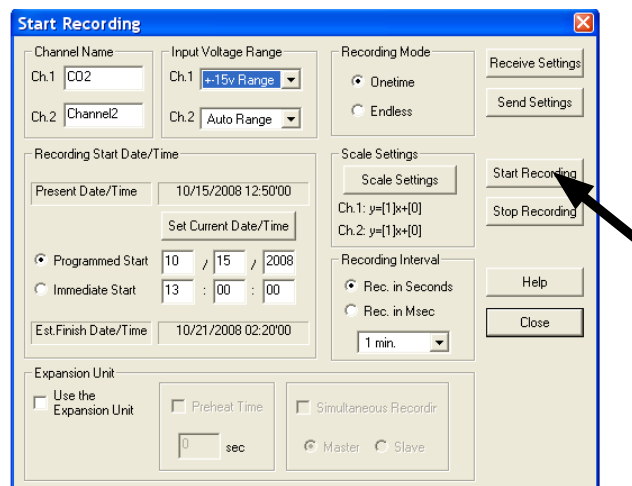 Start Recording
Channel Name
Ch.1 CO2
Ch.2 Channel2
Input Voltage Range
Ch.1 +-15v Range
Ch.2 Auto Range
Recording Mode
Onetime
Endless
Receive Settings
Send Settings
Recording Start Date/Time
Present Date/Time 10/15/2008 12:50'00
Set Current Date/Time
Programmed Start 10 / 15 / 2008
Immediate Start 13 : 00 : 00
Est.Finish Date/Time 10/21/2008 02:20'00
Scale Settings
Scale Settings
Ch.1: y=[1]x+[0]
Ch.2: y=[1]x+[0]
Recording Interval
Rec. in Seconds
Rec. in Msec
1 min.
Start Recording
Stop Recording
Help
Close
Expansion Unit
Use the
Expansion Unit
Preheat Time
0 sec
Simultaneous Recordir
Master Slave